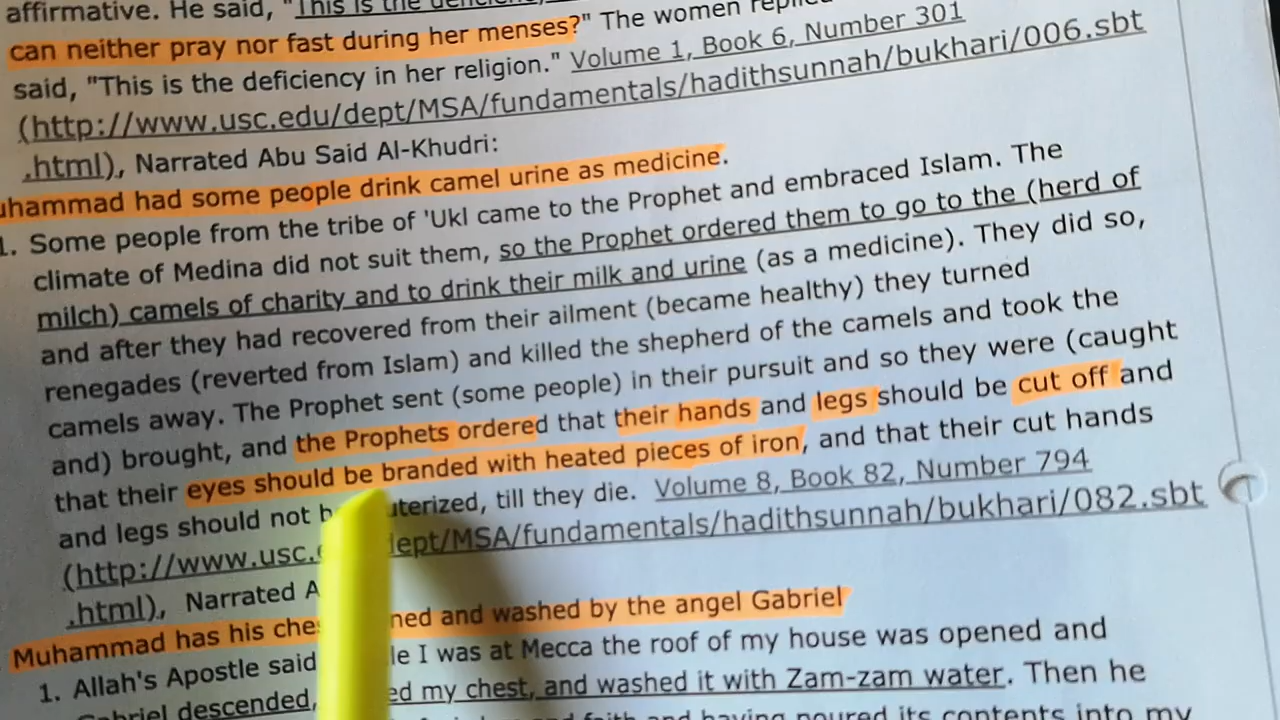 affirmative. He said, "This is the
can neither pray nor fast during her menses?" The women
said, "This is the deficiency in her religion." Volume 1, Book 6, Number 301
(http://www.usc.edu/dept/MSA/fundamentals/hadithsunnah/bukhari/006.sbt
.html), Narrated Abu Said Al-Khudri:
had some people drink camel urine as medicine.
1. Some people from the tribe of 'Ukl came to the Prophet and embraced Islam. The
climate of Medina did not suit them, so the Prophet ordered them to go to the (herd of
milch) camels of charity and to drink their milk and urine (as a medicine). They did so,
and after they had recovered from their ailment (became healthy) they turned
renegades (reverted from Islam) and killed the shepherd of the camels and took the
camels away. The Prophet sent (some people) in their pursuit and so they were (caught
and) brought, and the Prophets ordered that their hands and legs should be cut off and
that their eyes should be branded with heated pieces of iron, and that their cut hands
and legs should not till they die. Volume 8, Book 82, Number 794
(http://www.usc. dept/MSA/fundamentals/hadithsunnah/bukhari/082.sbt
.html), Narrated
Muhammad has his and washed by the angel Gabriel
1. Allah's Apostle said I was at Mecca the roof of my house was opened and
Gabriel descended, my chest, and washed it with Zam-zam water. Then he
and having poured its contents into my